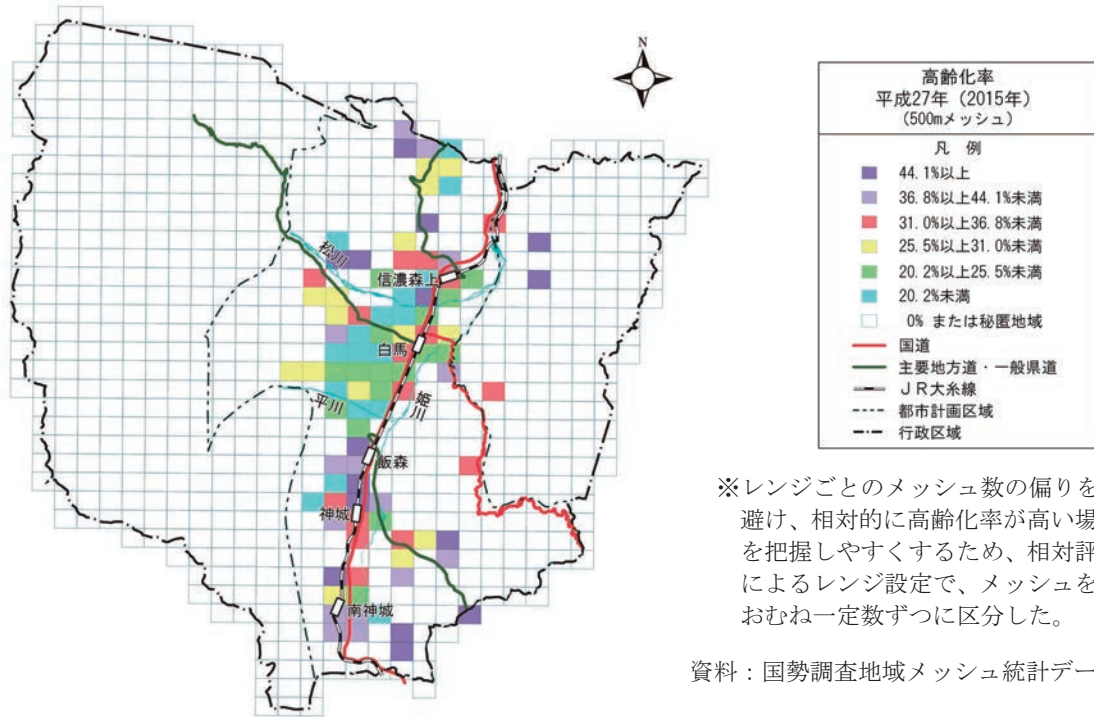 N
松川
信濃森上
白馬
平川
姫川
飯森
神城
南神城
高齢化率
平成27年（2015年）
(500mメッシュ)
凡 例
44.1%以上
36.8%以上44.1%未満
31.0%以上36.8%未満
25.5%以上31.0%未満
20.2%以上25.5%未満
20.2%未満
0% または秘匿地域
国道
主要地方道・一般県道
ＪＲ大糸線
都市計画区域
行政区域
※レンジごとのメッシュ数の偏りを
避け、相対的に高齢化率が高い場
を把握しやすくするため、相対評
によるレンジ設定で、メッシュを
おむね一定数ずつに区分した。
資料：国勢調査地域メッシュ統計デー